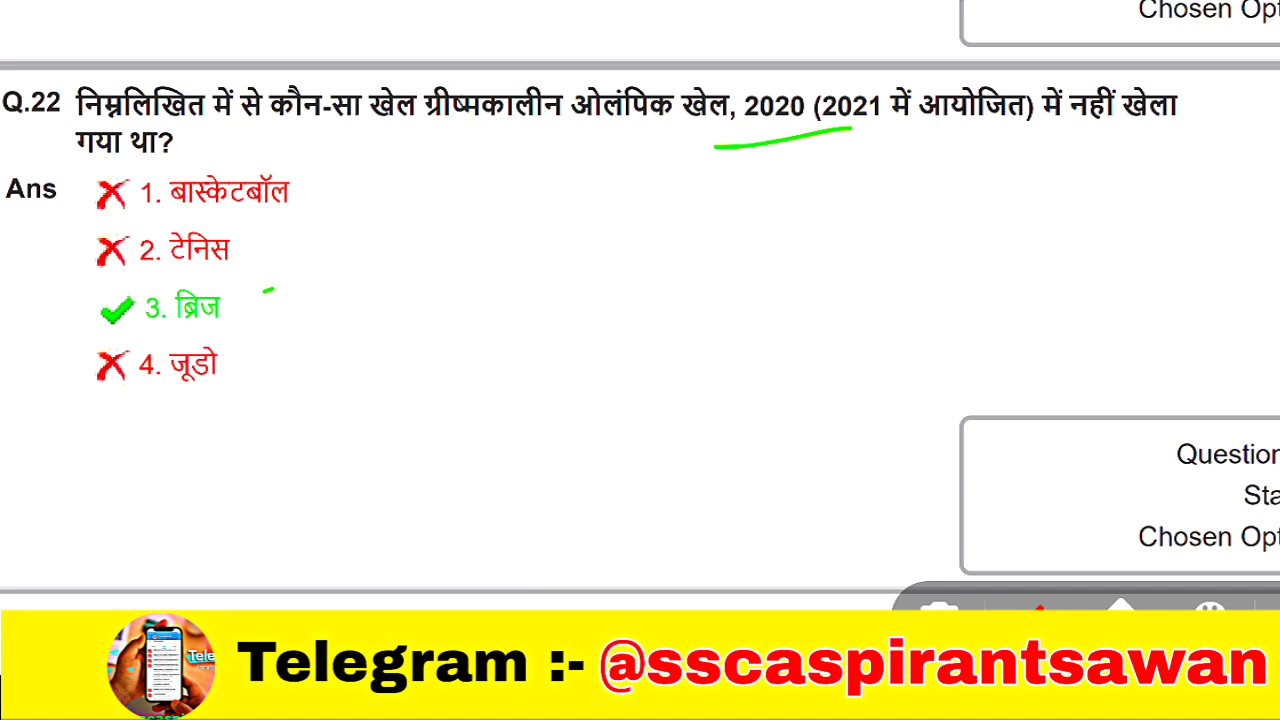 Chosen Opt
Q.22 निम्नलिखित में से कौन-सा खेल ग्रीष्मकालीन ओलंपिक खेल, 2020 (2021 में आयोजित) में नहीं खेला
गया था?
Ans
1. बास्केटबॉल
2. टेनिस
3. ब्रिज
4. जूडो
Question
Sta
Chosen Opt
Telegram :- @sscaspirantsawan